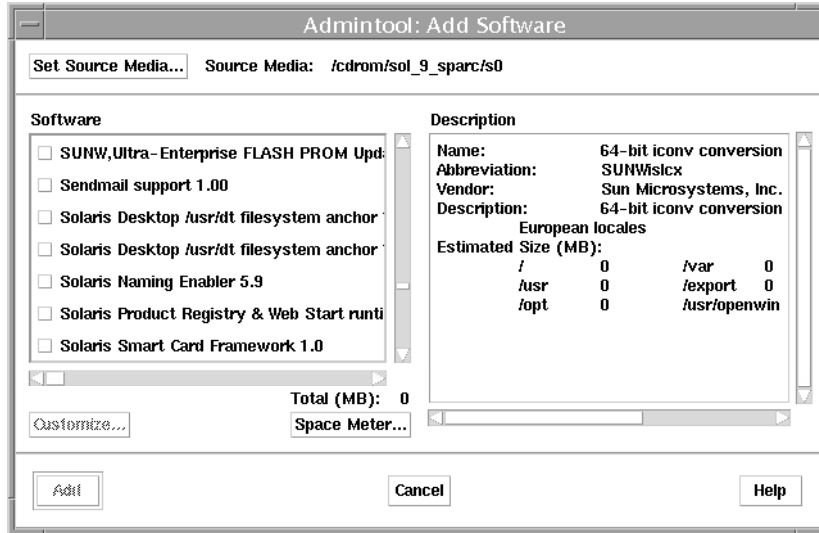 Admintool: Add Software
Set Source Media... Source Media: /cdrom/sol_9_sparc/s0
Software
SUNW,Ultra-Enterprise FLASH PROM Upd
Sendmail support 1.00
Solaris Desktop /usr/dt filesystem anchor
Solaris Desktop /usr/dt filesystem anchor
Solaris Naming Enabler 5.9
Solaris Product Registry & Web Start runti
Solaris Smart Card Framework 1.0
Total (MB): 0
Customize... Space Meter...
Description
Name: 64-bit iconv conversion
Abbreviation: SUNWislcx
Vendor: Sun Microsystems, Inc.
Description: 64-bit iconv conversion
European locales
Estimated Size (MB):
/ 0 /var 0
/usr 0 /export 0
/opt 0 /usr/openwin
Add Cancel Help